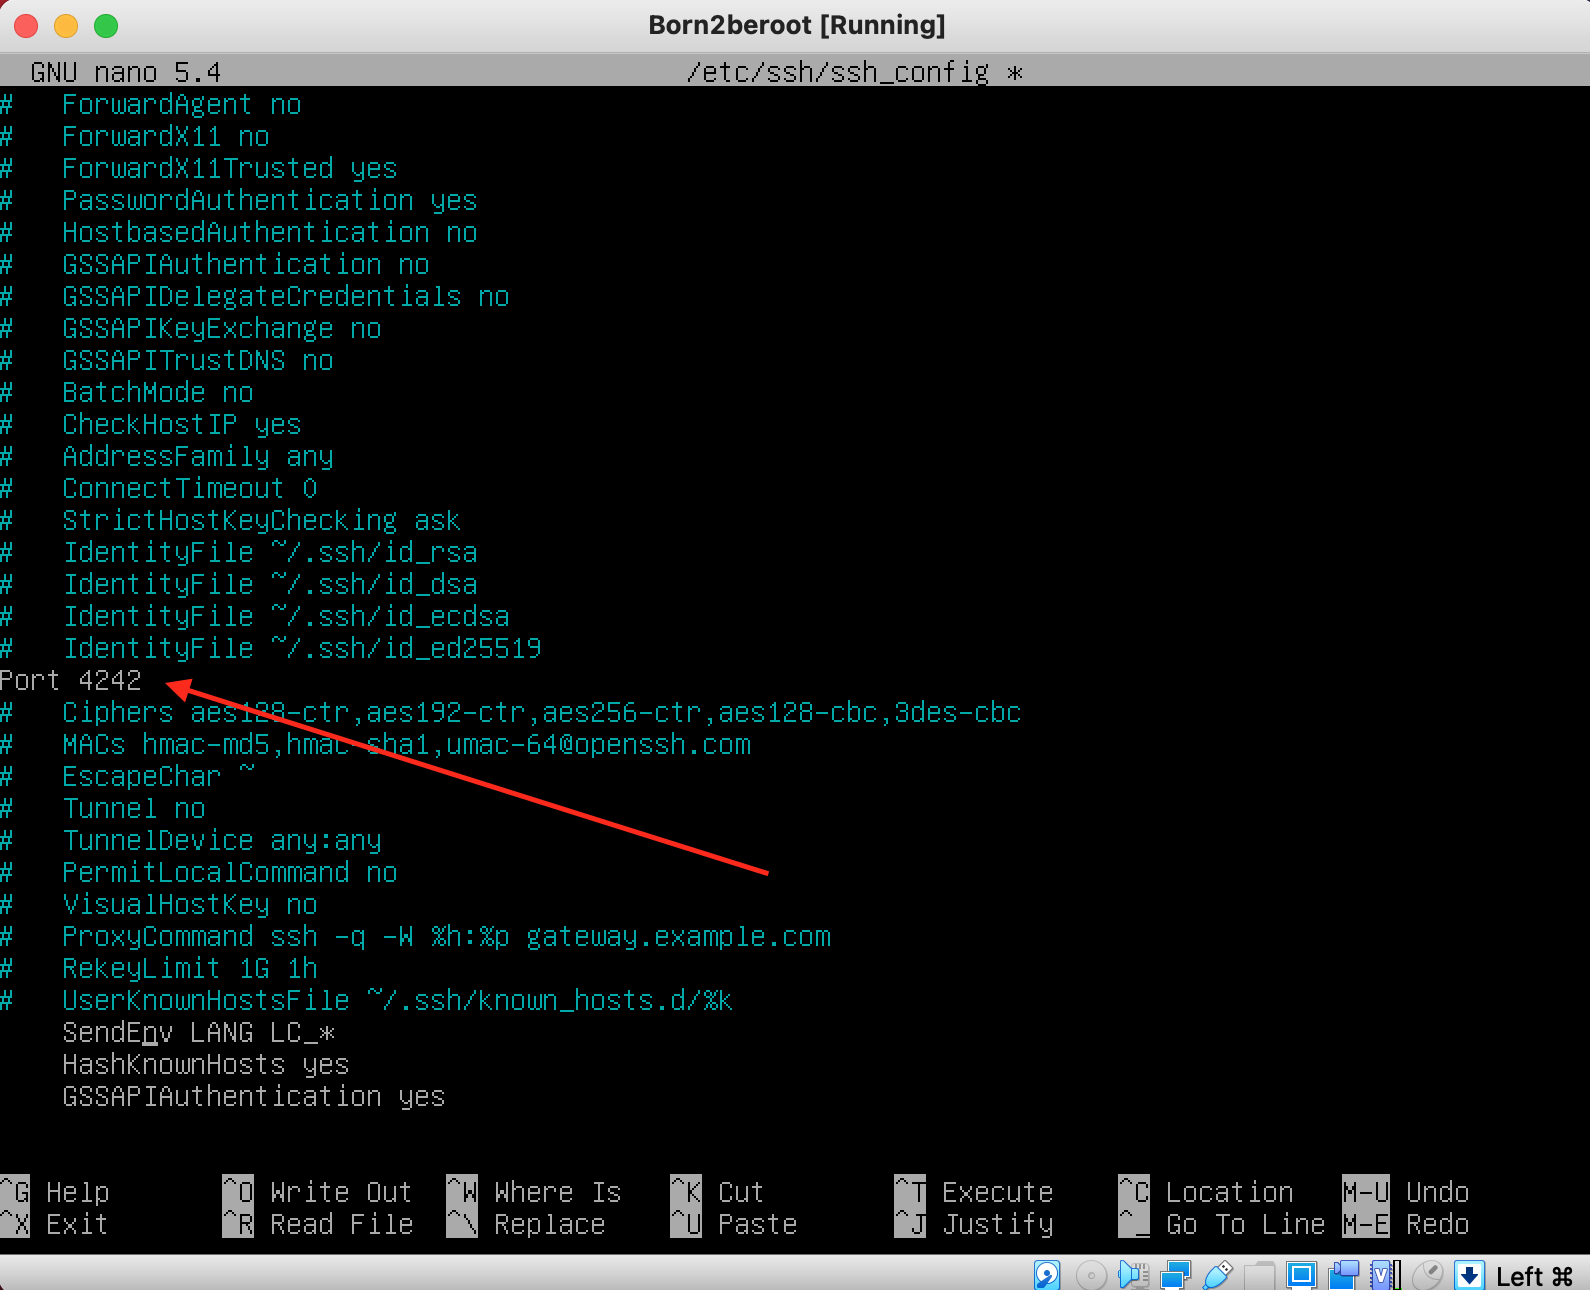 Born2beroot [Running]
GNU nano 5.4 /etc/ssh/ssh_config *
#   ForwardAgent no
#   ForwardX11 no
#   ForwardX11Trusted yes
#   PasswordAuthentication yes
#   HostbasedAuthentication no
#   GSSAPIAuthentication no
#   GSSAPIDelegateCredentials no
#   GSSAPIKeyExchange no
#   GSSAPITrustDNS no
#   BatchMode no
#   CheckHostIP yes
#   AddressFamily any
#   ConnectTimeout 0
#   StrictHostKeyChecking ask
#   IdentityFile ~/.ssh/id_rsa
#   IdentityFile ~/.ssh/id_dsa
#   IdentityFile ~/.ssh/id_ecdsa
#   IdentityFile ~/.ssh/id_ed25519
Port 4242
#   Ciphers aes128-ctr,aes192-ctr,aes256-ctr,aes128-cbc,3des-cbc
#   MACs hmac-md5,hmac-sha1,umac-64@openssh.com
#   EscapeChar ~
#   Tunnel no
#   TunnelDevice any:any
#   PermitLocalCommand no
#   VisualHostKey no
#   ProxyCommand ssh -q -W %h:%p gateway.example.com
#   RekeyLimit 1G 1h
#   UserKnownHostsFile ~/.ssh/known_hosts.d/%k
    SendEnv LANG LC_*
    HashKnownHosts yes
    GSSAPIAuthentication yes
^G Help ^O Write Out ^W Where Is ^K Cut ^T Execute ^C Location M-U Undo
^X Exit ^R Read File ^\ Replace ^U Paste ^J Justify ^_ Go To Line M-E Redo
Left ⌘